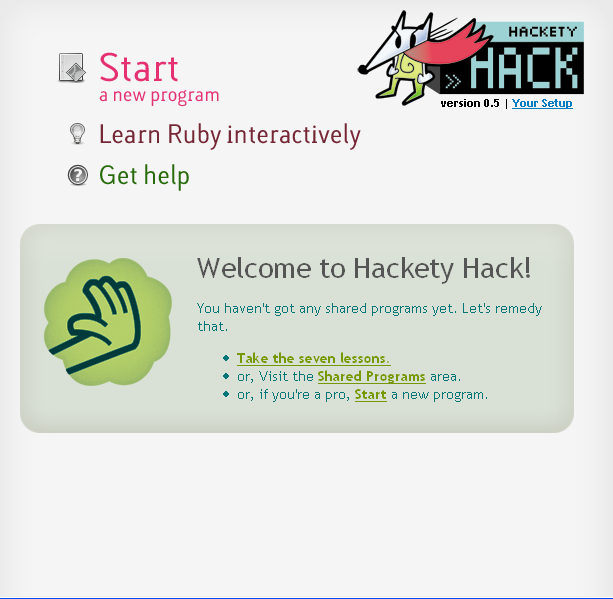 Start
a new program
HACKETY
» HACK
version 0.5 | Your Setup
Learn Ruby interactively
Get help
Welcome to Hackety Hack!
You haven't got any shared programs yet. Let's remedy
that.
Take the seven lessons.
or, Visit the Shared Programs area.
or, if you're a pro, Start a new program.